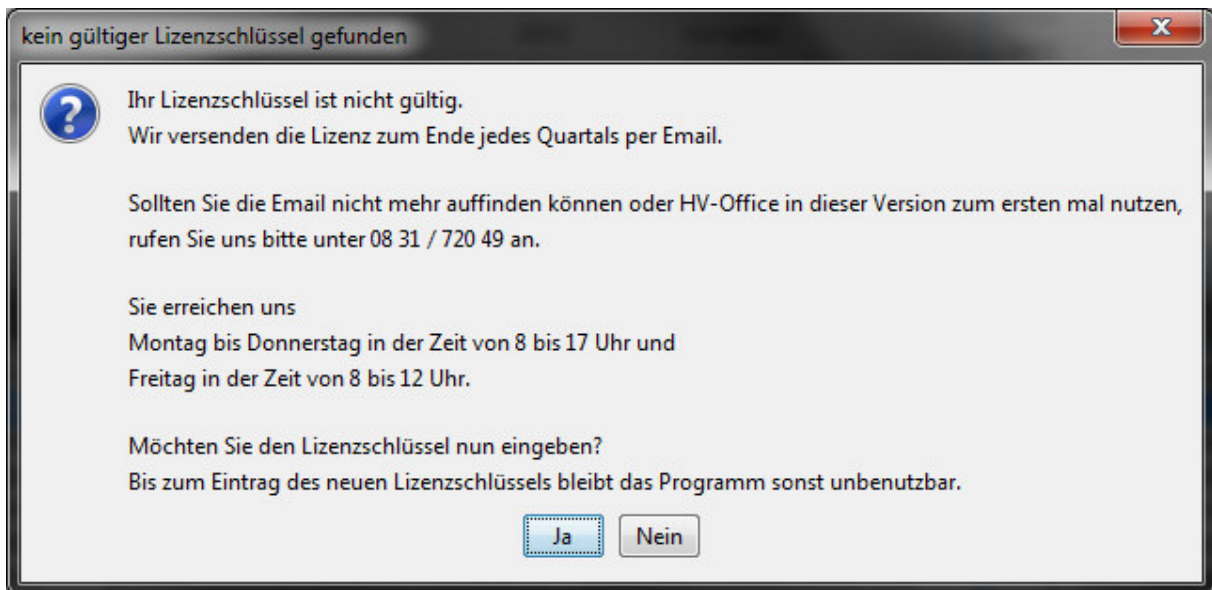 kein gültiger Lizenzschlüssel gefunden
Ihr Lizenzschlüssel ist nicht gültig.
Wir versenden die Lizenz zum Ende jedes Quartals per Email.
Sollten Sie die Email nicht mehr auffinden können oder HV-Office in dieser Version zum ersten mal nutzen,
rufen Sie uns bitte unter 08 31 / 720 49 an.
Sie erreichen uns
Montag bis Donnerstag in der Zeit von 8 bis 17 Uhr und
Freitag in der Zeit von 8 bis 12 Uhr.
Möchten Sie den Lizenzschlüssel nun eingeben?
Bis zum Eintrag des neuen Lizenzschlüssels bleibt das Programm sonst unbenutzbar.
Ja Nein